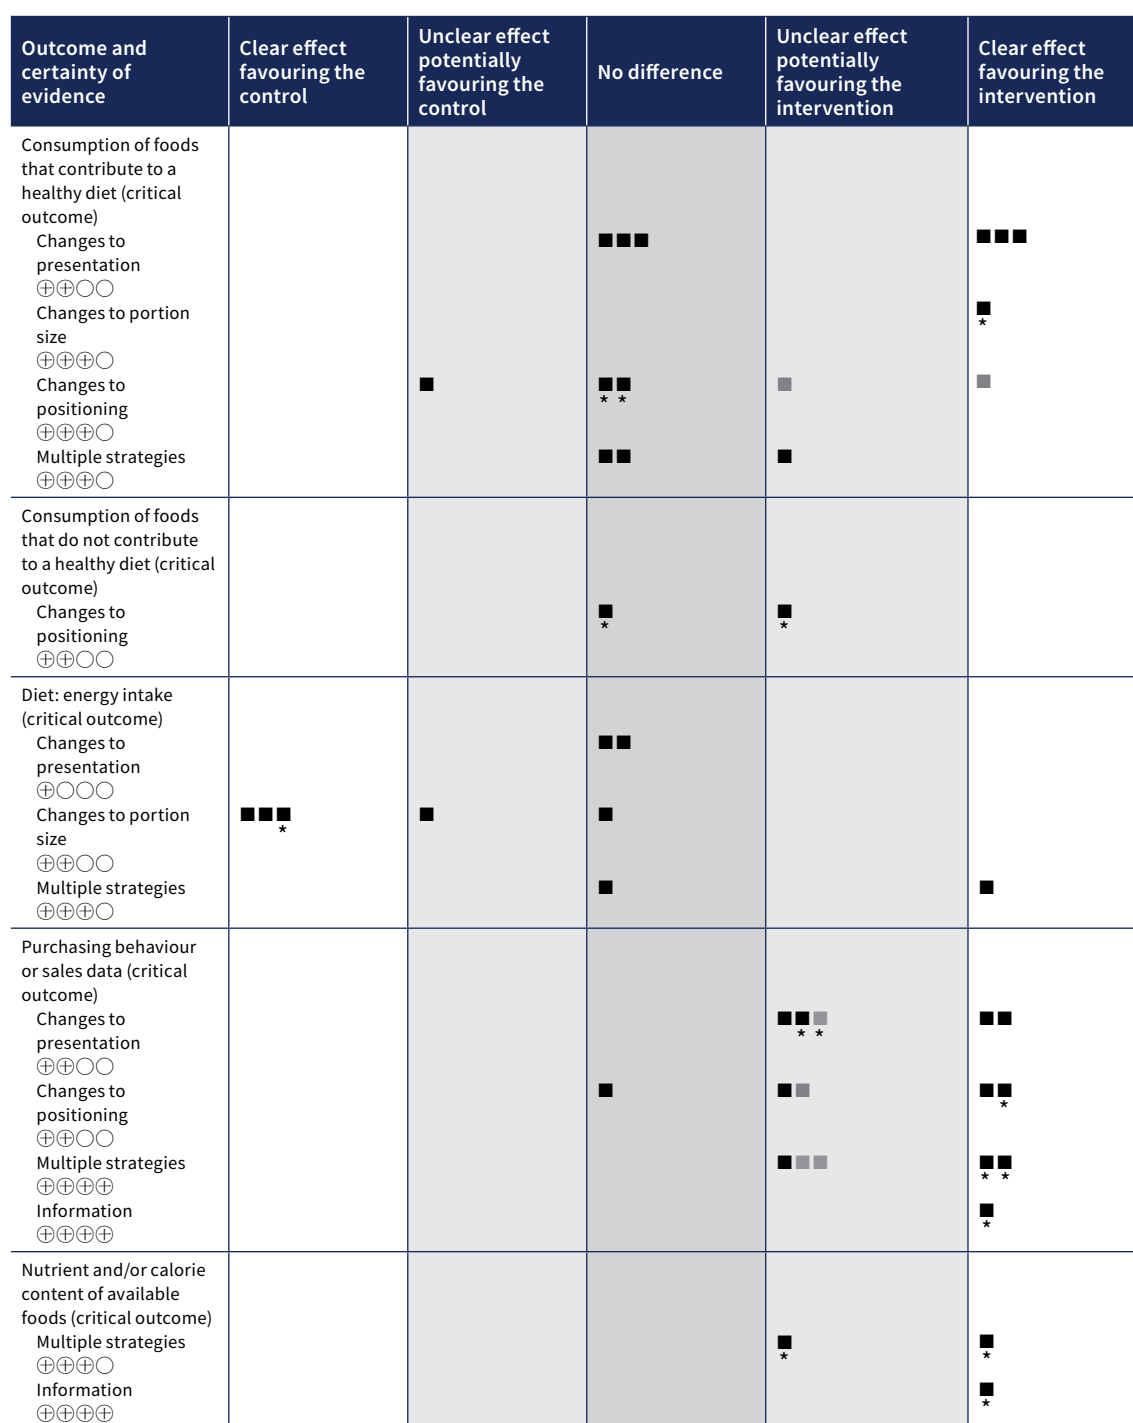 Outcome and
certainty of
evidence
Clear effect
favouring the
control
Unclear effect
potentially
favouring the
control
No difference
Unclear effect
potentially
favouring the
intervention
Clear effect
favouring the
intervention
Consumption of foods
that contribute to a
healthy diet (critical
outcome)
Changes to
presentation
⊕⊕○○
■■■
■■■
Changes to portion
size
⊕⊕⊕○
■
*
Changes to
positioning
⊕⊕⊕○
■
■■
* *
■
■
Multiple strategies
⊕⊕⊕○
■■
■
Consumption of foods
that do not contribute
to a healthy diet (critical
outcome)
Changes to
positioning
⊕⊕○○
■
*
■
*
Diet: energy intake
(critical outcome)
Changes to
presentation
⊕○○○
■■
Changes to portion
size
⊕⊕○○
■■■
*
■
■
Multiple strategies
⊕⊕⊕○
■
■
Purchasing behaviour
or sales data (critical
outcome)
Changes to
presentation
⊕⊕○○
■■■
* *
■■
Changes to
positioning
⊕⊕○○
■
■■
■■
*
Multiple strategies
⊕⊕⊕⊕
■■■
■■
* *
Information
⊕⊕⊕⊕
■
*
Nutrient and/or calorie
content of available
foods (critical outcome)
Multiple strategies
⊕⊕⊕○
■
*
■
*
Information
⊕⊕⊕⊕
■
*